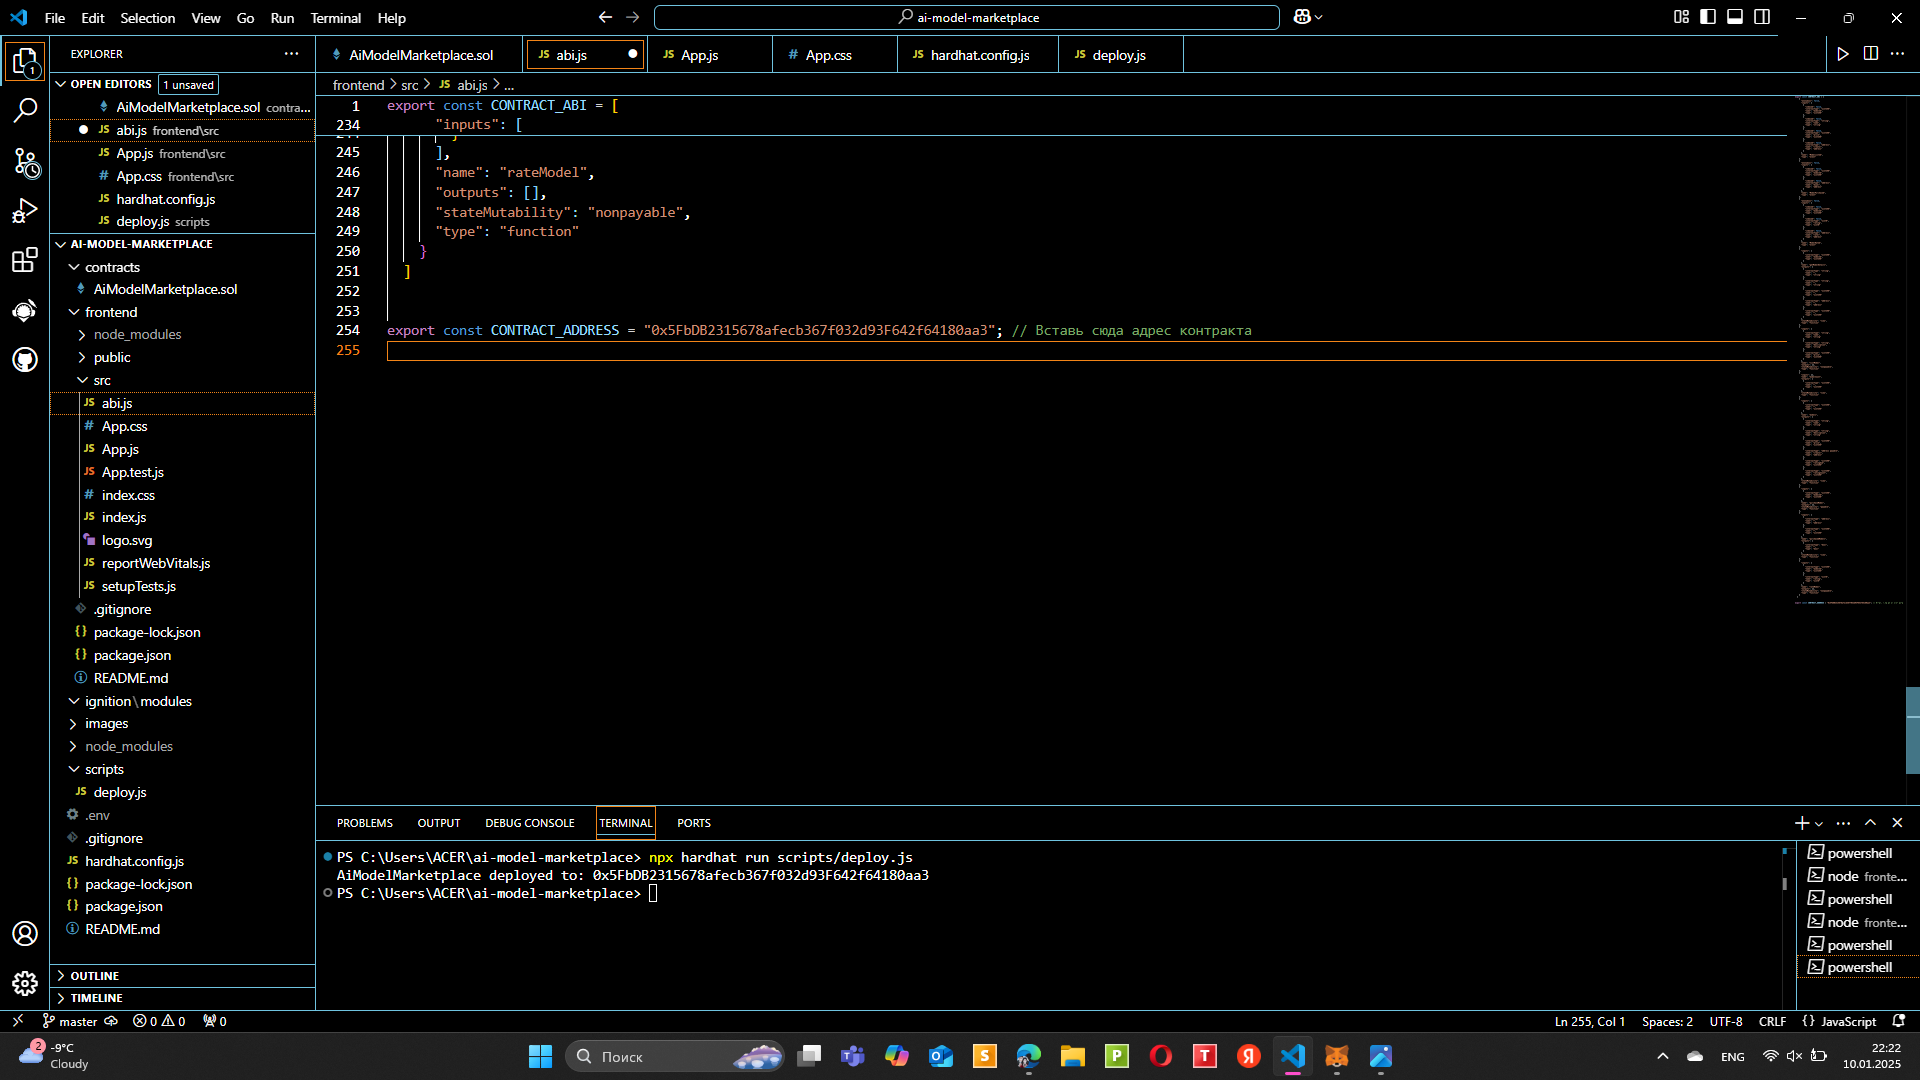 File Edit Selection View Go Run Terminal Help
ai-model-marketplace
EXPLORER
OPEN EDITORS 1 unsaved
AiModelMarketplace.sol contra...
abi.js frontend\src
App.js frontend\src
App.css frontend\src
hardhat.config.js
deploy.js scripts
AI-MODEL-MARKETPLACE
contracts
AiModelMarketplace.sol
frontend
node_modules
public
src
abi.js
App.css
App.js
App.test.js
index.css
index.js
logo.svg
reportWebVitals.js
setupTests.js
.gitignore
package-lock.json
package.json
README.md
ignition\modules
images
node_modules
scripts
deploy.js
.env
.gitignore
hardhat.config.js
package-lock.json
package.json
README.md
OUTLINE
TIMELINE
AiModelMarketplace.sol abi.js App.js App.css hardhat.config.js deploy.js
frontend > src > abi.js > ...
1 export const CONTRACT_ABI = [
234 "inputs": [
245 ],
246 "name": "rateModel",
247 "outputs": [],
248 "stateMutability": "nonpayable",
249 "type": "function"
250 }
251 ]
252
253
254 export const CONTRACT_ADDRESS = "0x5FbDB2315678afecb367f032d93F642f64180aa3"; // Вставь сюда адрес контракта
255
PROBLEMS OUTPUT DEBUG CONSOLE TERMINAL PORTS
PS C:\Users\ACER\ai-model-marketplace> npx hardhat run scripts/deploy.js
AiModelMarketplace deployed to: 0x5FbDB2315678afecb367f032d93F642f64180aa3
PS C:\Users\ACER\ai-model-marketplace>
powershell
node fronte...
powershell
node fronte...
powershell
powershell
master 0 0 0
Ln 255, Col 1 Spaces: 2 UTF-8 CRLF {} JavaScript
2
-9°C
Cloudy
Поиск
ENG
22:22
10.01.2025